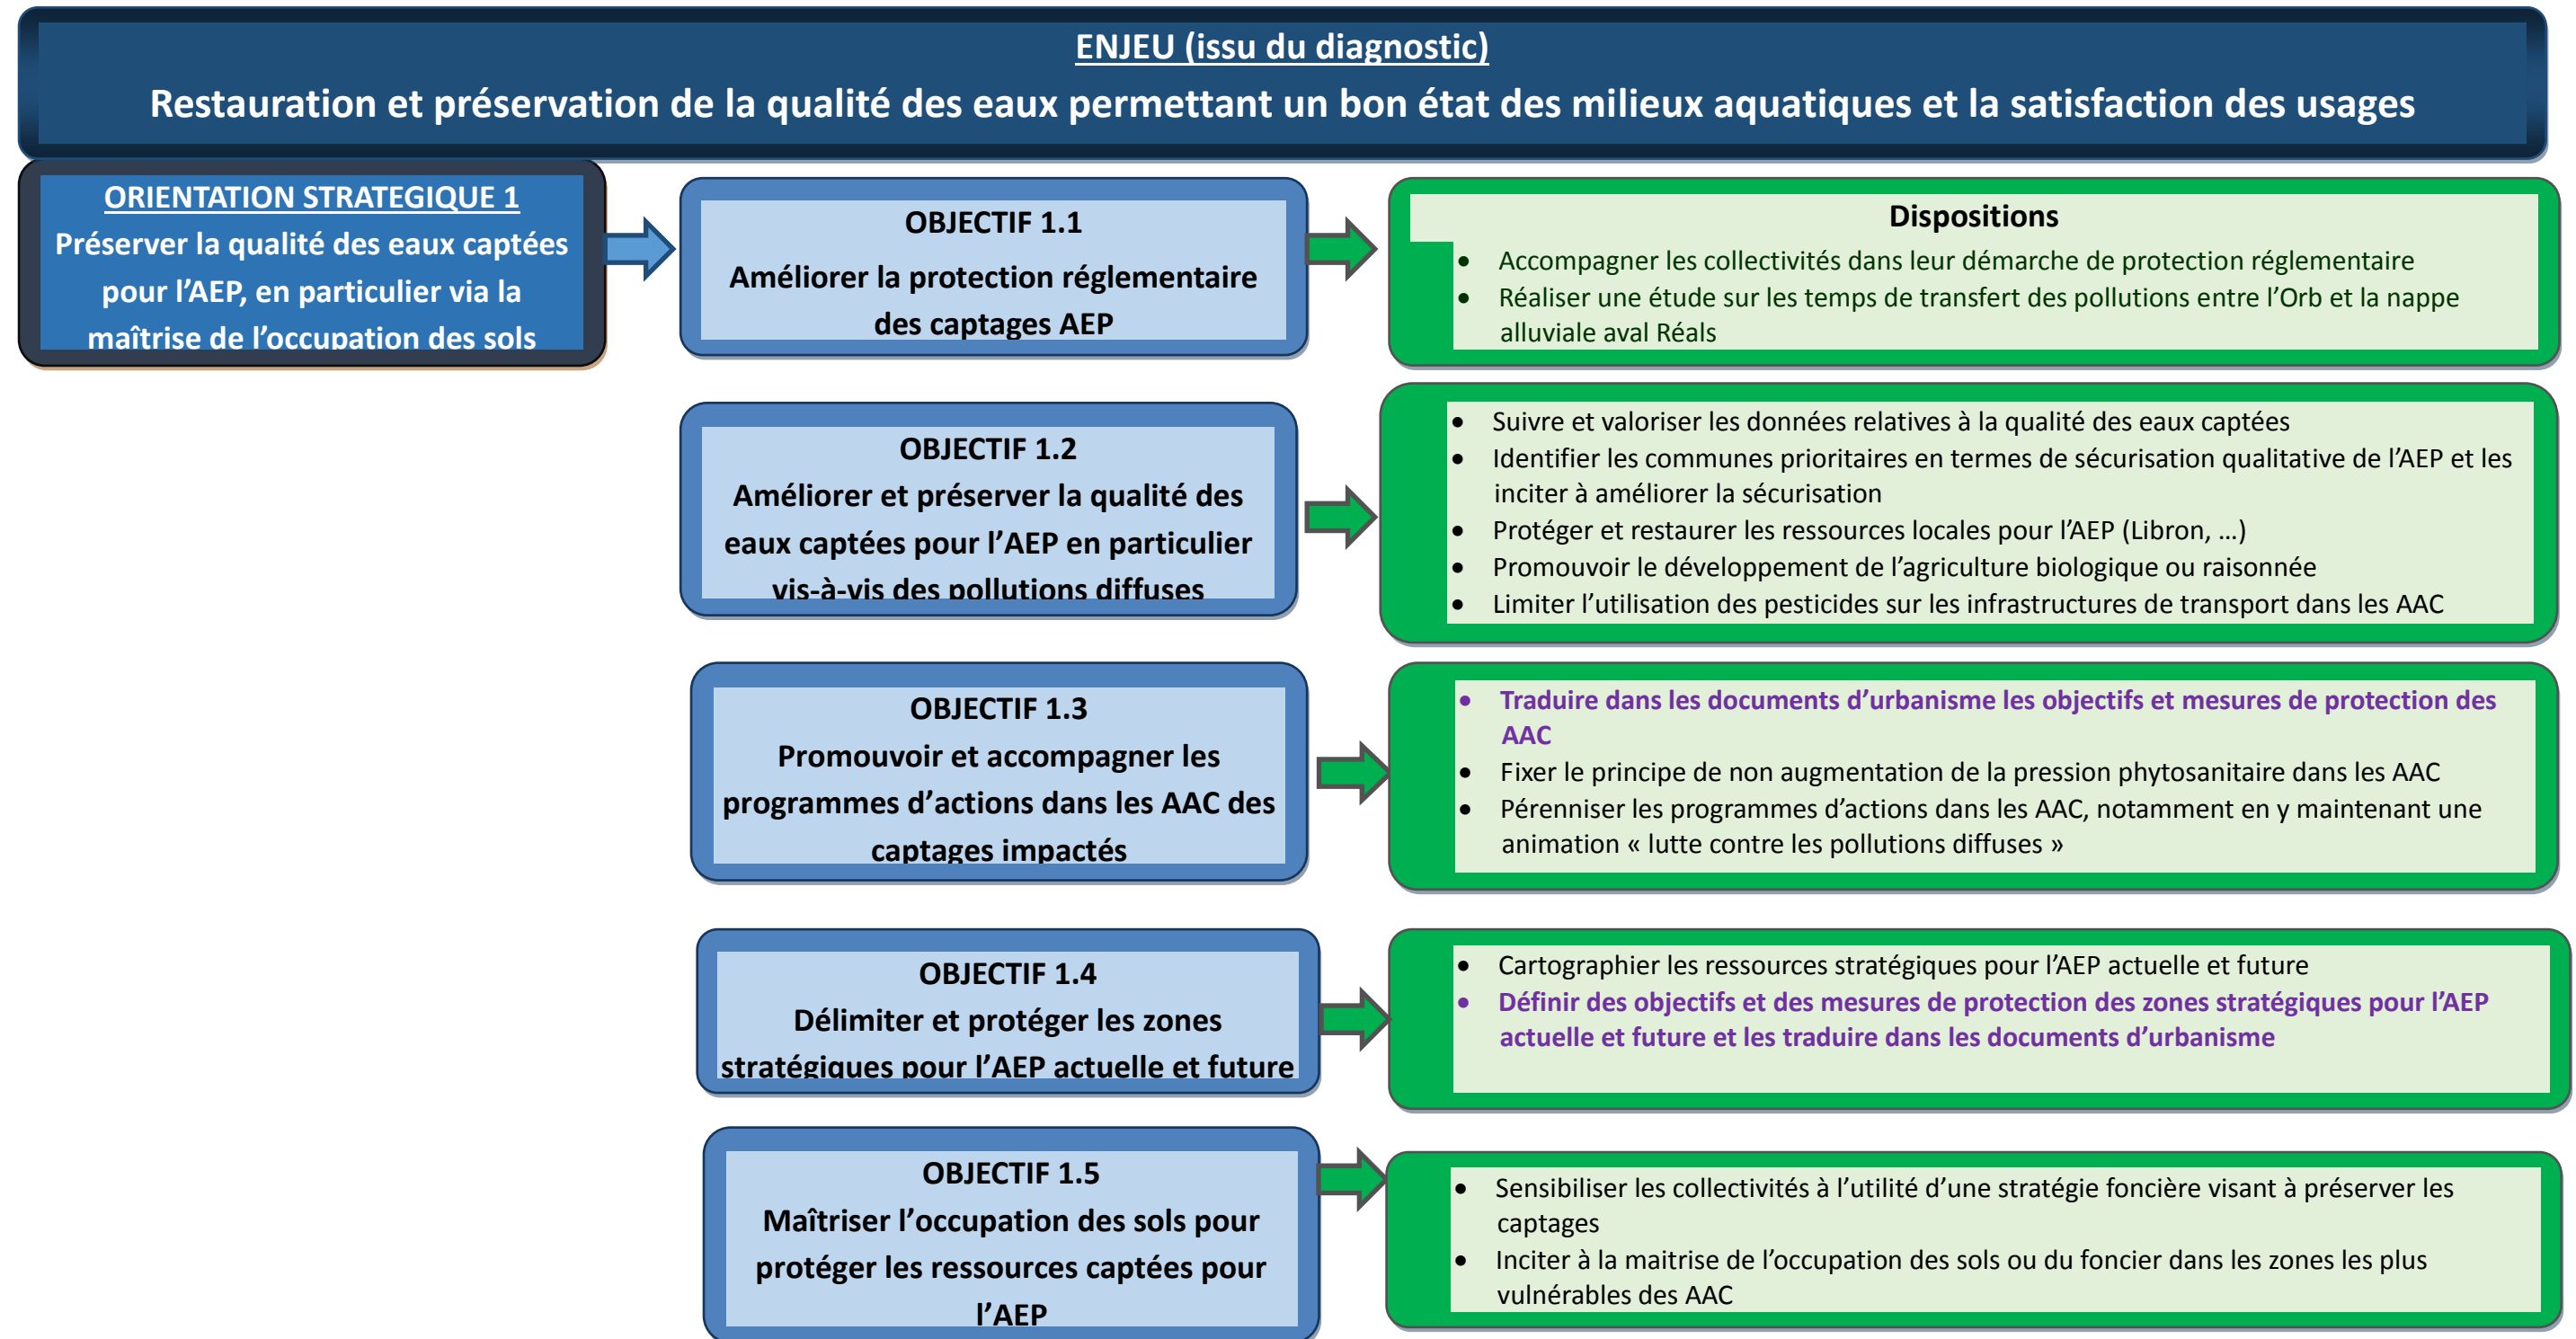 ENJEU (issu du diagnostic)
Restauration et préservation de la qualité des eaux permettant un bon état des milieux aquatiques et la satisfaction des usages
ORIENTATION STRATEGIQUE 1
Préserver la qualité des eaux captées
pour l'AEP, en particulier via la
maîtrise de l'occupation des sols
OBJECTIF 1.1
Améliorer la protection réglementaire
des captages AEP
Dispositions
• Accompagner les collectivités dans leur démarche de protection réglementaire
• Réaliser une étude sur les temps de transfert des pollutions entre l'Orb et la nappe
alluviale aval Réals
OBJECTIF 1.2
Améliorer et préserver la qualité des
eaux captées pour l'AEP en particulier
vis-à-vis des pollutions diffuses
• Suivre et valoriser les données relatives à la qualité des eaux captées
• Identifier les communes prioritaires en termes de sécurisation qualitative de l'AEP et les
inciter à améliorer la sécurisation
• Protéger et restaurer les ressources locales pour l'AEP (Libron, …)
• Promouvoir le développement de l'agriculture biologique ou raisonnée
• Limiter l'utilisation des pesticides sur les infrastructures de transport dans les AAC
OBJECTIF 1.3
Promouvoir et accompagner les
programmes d'actions dans les AAC des
captages impactés
• Traduire dans les documents d'urbanisme les objectifs et mesures de protection des
AAC
• Fixer le principe de non augmentation de la pression phytosanitaire dans les AAC
• Pérenniser les programmes d'actions dans les AAC, notamment en y maintenant une
animation « lutte contre les pollutions diffuses »
OBJECTIF 1.4
Délimiter et protéger les zones
stratégiques pour l'AEP actuelle et future
• Cartographier les ressources stratégiques pour l'AEP actuelle et future
• Définir des objectifs et des mesures de protection des zones stratégiques pour l'AEP
actuelle et future et les traduire dans les documents d'urbanisme
OBJECTIF 1.5
Maîtriser l'occupation des sols pour
protéger les ressources captées pour
l'AEP
• Sensibiliser les collectivités à l'utilité d'une stratégie foncière visant à préserver les
captages
• Inciter à la maitrise de l'occupation des sols ou du foncier dans les zones les plus
vulnérables des AAC